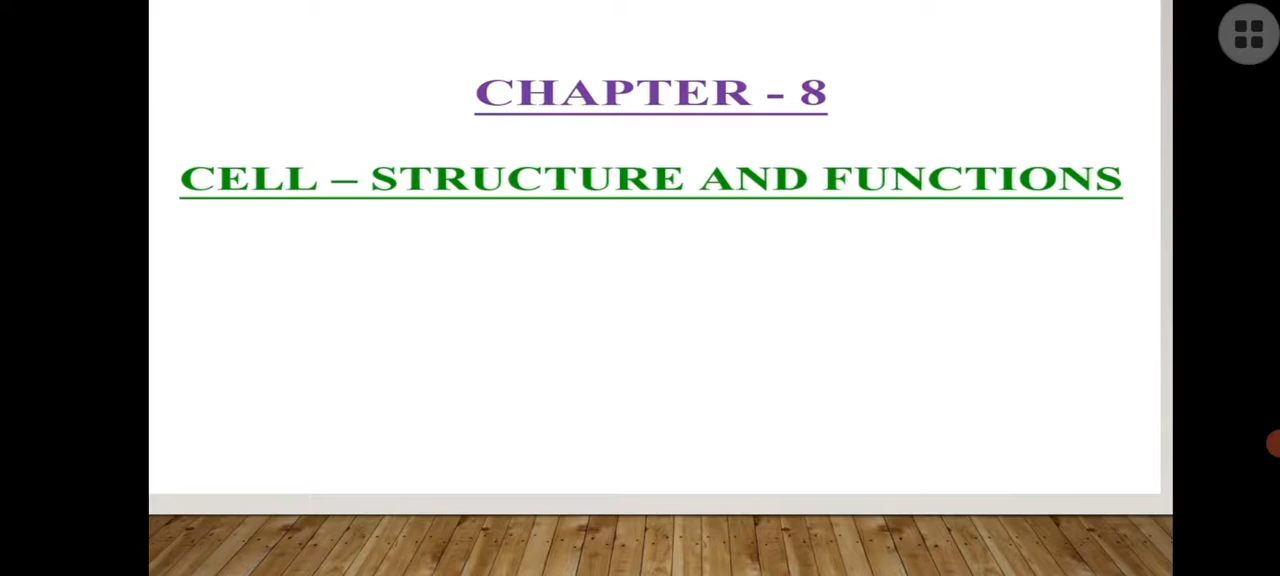 CHAPTER - 8
CELL – STRUCTURE AND FUNCTIONS